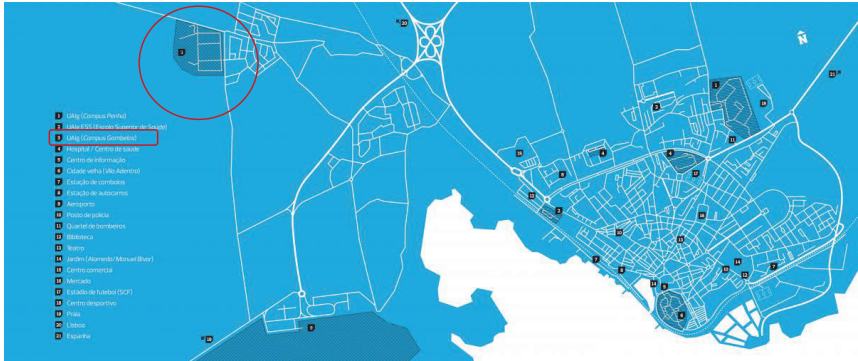 1 UAlg (Campus Penha)
2 UAlg ESS (Escola Superior de Saúde)
3 UAlg (Campus Gambelas)
4 Hospital / Centro de saúde
5 Centro de informação
6 Cidade velha (Vila Adentro)
7 Estação de comboios
8 Estação de autocarros
9 Aeroporto
10 Posto de polícia
11 Quartel de bombeiros
12 Biblioteca
13 Teatro
14 Jardim (Alameda/Manuel Bivar)
15 Centro comercial
16 Mercado
17 Estádio de futebol (SCF)
18 Centro desportivo
19 Praia
20 Lisboa
21 Espanha
N